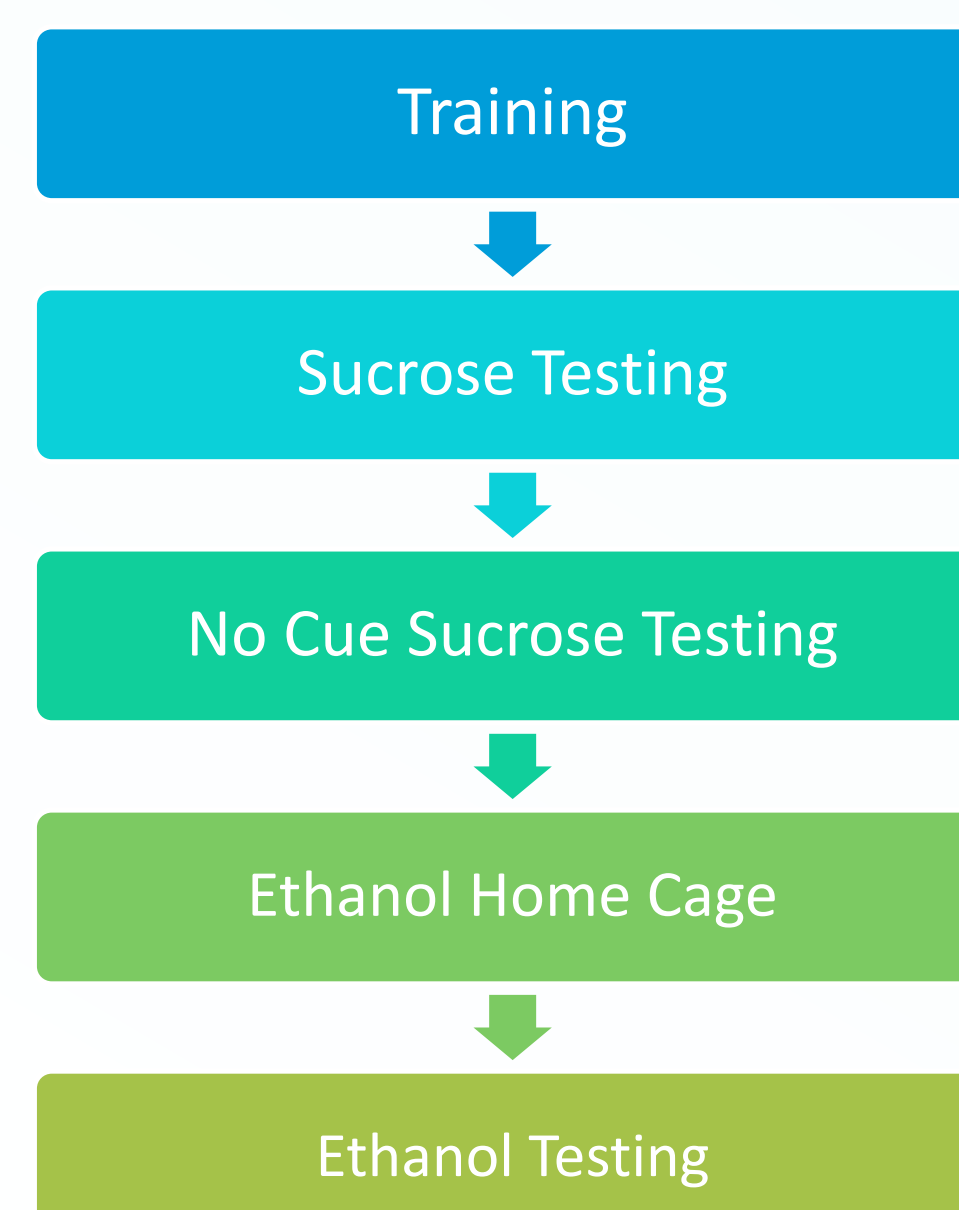 Training
Sucrose Testing
No Cue Sucrose Testing
Ethanol Home Cage
Ethanol Testing